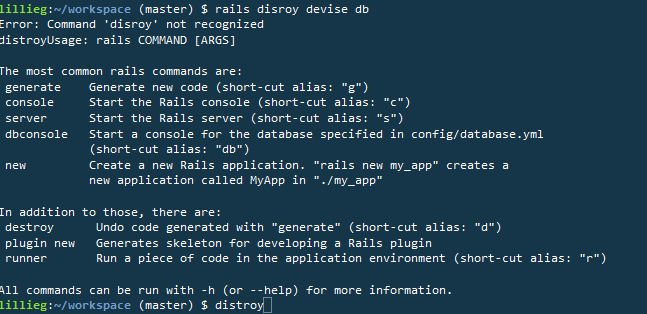 lillieg:~/workspace (master) $ rails disroy devise db
Error: Command 'disroy' not recognized
distroyUsage: rails COMMAND [ARGS]
The most common rails commands are:
generate    Generate new code (short-cut alias: "g")
console     Start the Rails console (short-cut alias: "c")
server      Start the Rails server (short-cut alias: "s")
dbconsole   Start a console for the database specified in config/database.yml
(short-cut alias: "db")
new         Create a new Rails application. "rails new my_app" creates a
new application called MyApp in "./my_app"
In addition to those, there are:
destroy      Undo code generated with "generate" (short-cut alias: "d")
plugin new   Generates skeleton for developing a Rails plugin
runner       Run a piece of code in the application environment (short-cut alias: "r")
All commands can be run with -h (or --help) for more information.
lillieg:~/workspace (master) $ distroy